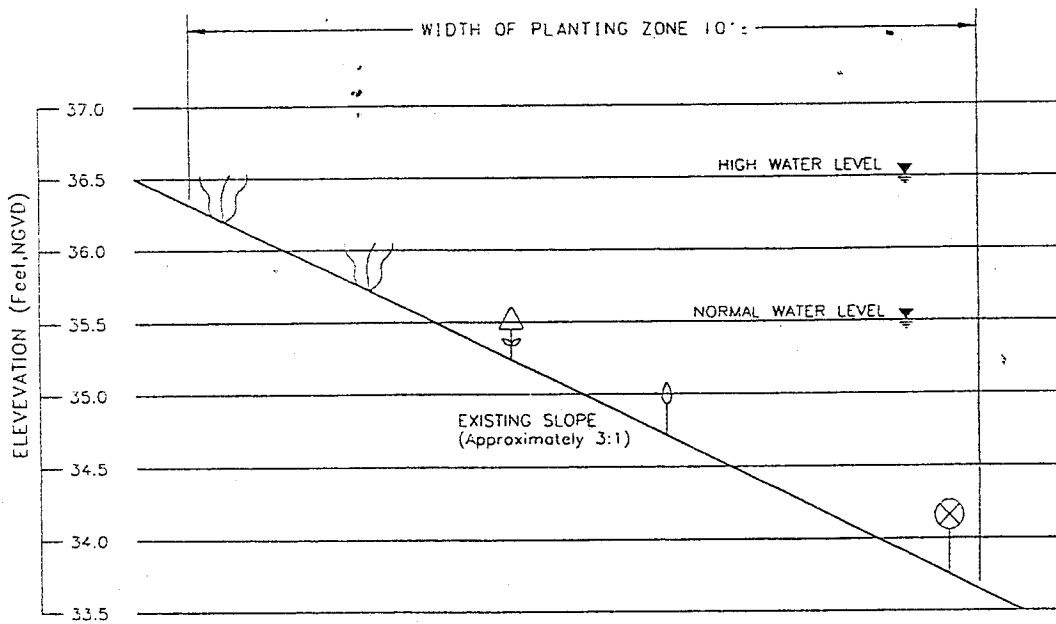 WIDTH OF PLANTING ZONE 10'±
37.0
HIGH WATER LEVEL
36.5
36.0
NORMAL WATER LEVEL
35.5
35.0
EXISTING SLOPE
(Approximately 3:1)
34.5
34.0
33.5
ELEVEVATION (Feet,NGVD)